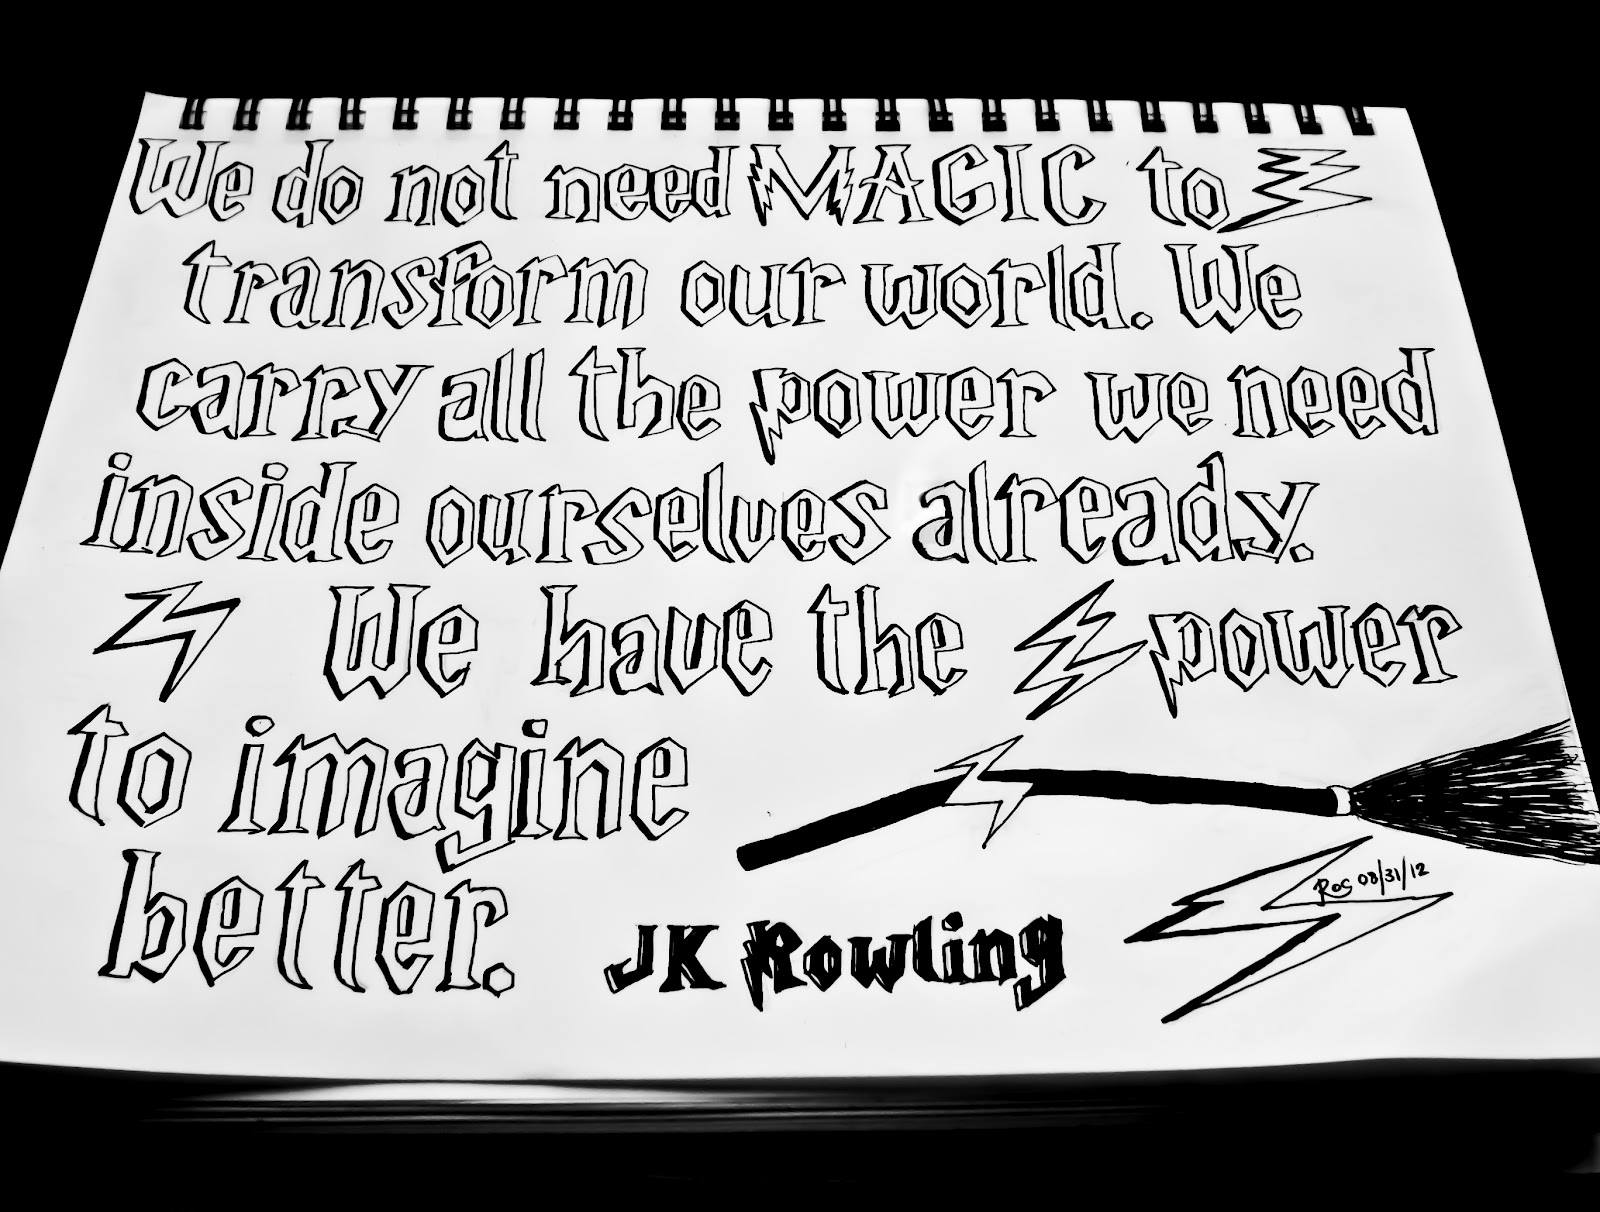 We do not need MAGIC to
transform our world. We
carry all the power we need
inside ourselves already.
We have the power
to imagine
better.
JK Rowling
Ros 08/31/12